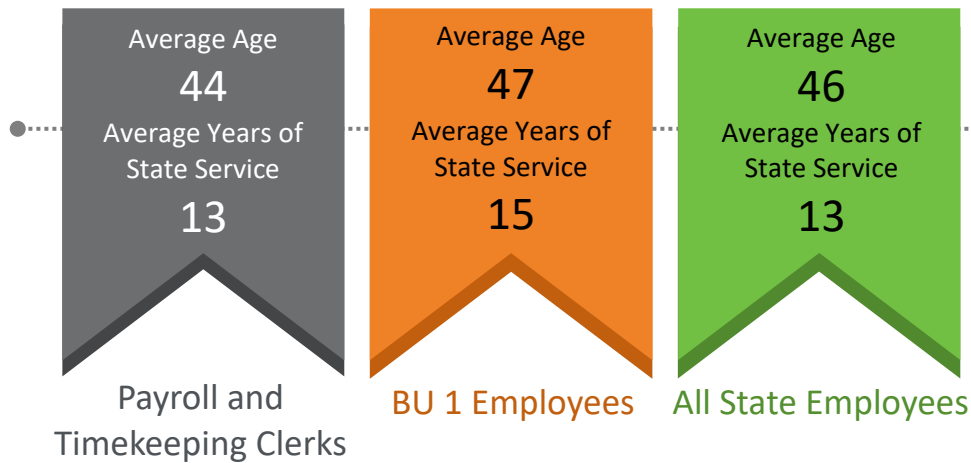 Average Age
44
Average Years of
State Service
13
Payroll and
Timekeeping Clerks
Average Age
47
Average Years of
State Service
15
BU 1 Employees
Average Age
46
Average Years of
State Service
13
All State Employees